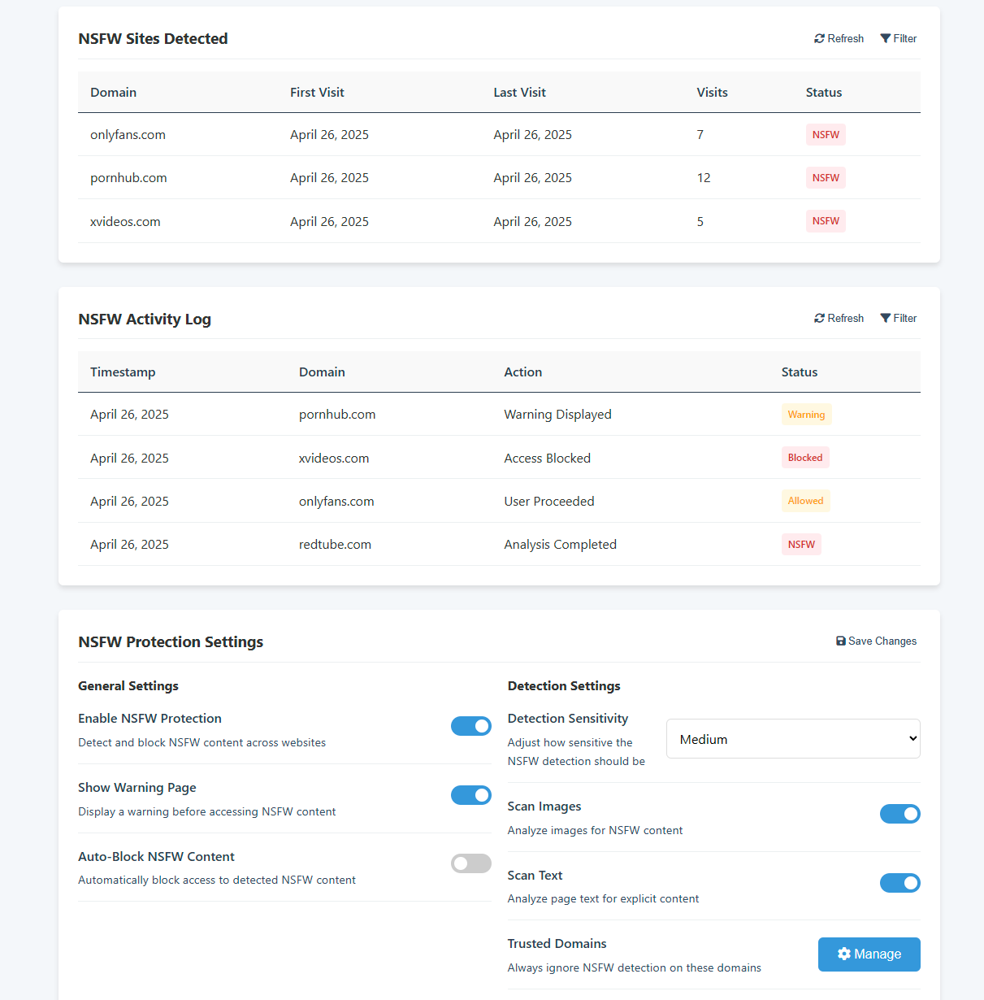 NSFW Sites Detected
Refresh Filter
Domain First Visit Last Visit Visits Status
onlyfans.com April 26, 2025 April 26, 2025 7 NSFW
pornhub.com April 26, 2025 April 26, 2025 12 NSFW
xvideos.com April 26, 2025 April 26, 2025 5 NSFW
NSFW Activity Log
Refresh Filter
Timestamp Domain Action Status
April 26, 2025 pornhub.com Warning Displayed Warning
April 26, 2025 xvideos.com Access Blocked Blocked
April 26, 2025 onlyfans.com User Proceeded Allowed
April 26, 2025 redtube.com Analysis Completed NSFW
NSFW Protection Settings
Save Changes
General Settings
Enable NSFW Protection
Detect and block NSFW content across websites
Show Warning Page
Display a warning before accessing NSFW content
Auto-Block NSFW Content
Automatically block access to detected NSFW content
Detection Settings
Detection Sensitivity
Adjust how sensitive the
NSFW detection should be
Medium
Scan Images
Analyze images for NSFW content
Scan Text
Analyze page text for explicit content
Trusted Domains
Always ignore NSFW detection on these domains
Manage